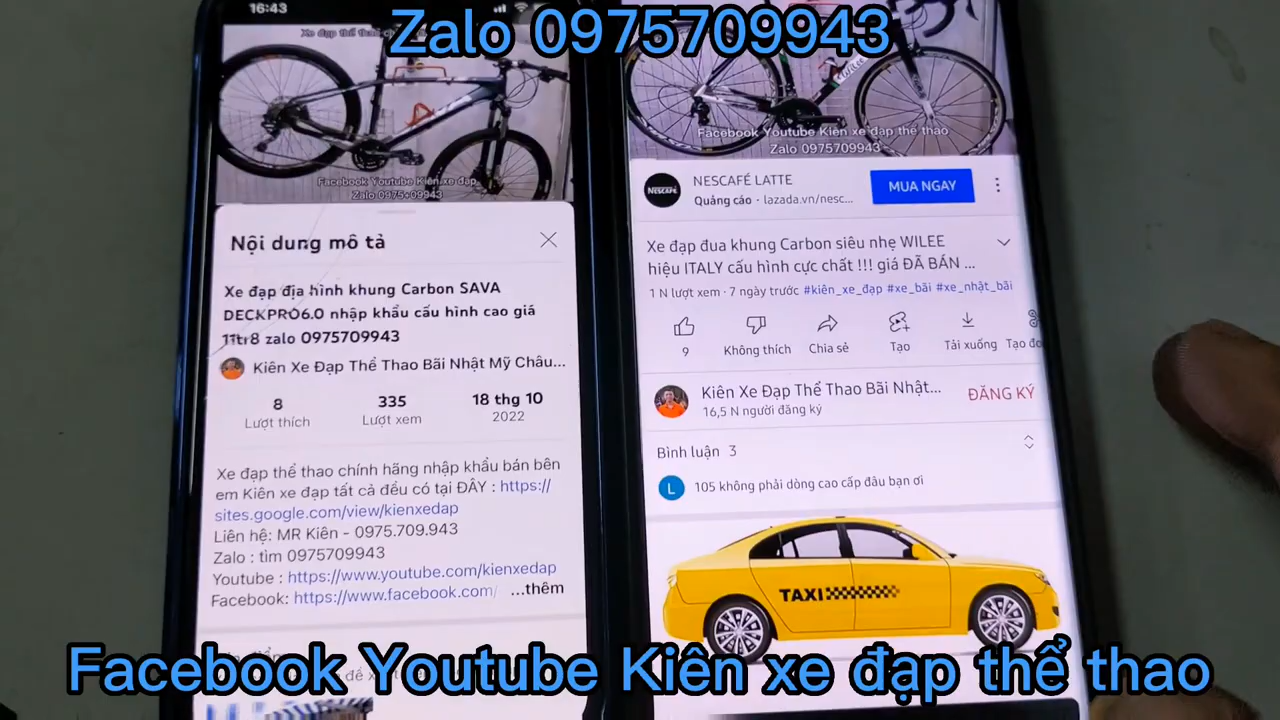 Zalo 0975709943
16:43
Facebook Youtube Kiên xe đạp
Zalo 0975709943
Nội dung mô tả
Xe đạp địa hình khung Carbon SAVA
DECKPRO6.0 nhập khẩu cấu hình cao giá
11tr8 zalo 0975709943
Kiên Xe Đạp Thể Thao Bãi Nhật Mỹ Châu...
8
Lượt thích
335
Lượt xem
18 thg 10
2022
Xe đạp thể thao chính hãng nhập khẩu bán bên
em Kiên xe đạp tất cả đều có tại ĐÂY : https://
sites.google.com/view/kienxedap
Liên hệ: MR Kiên - 0975.709.943
Zalo : tìm 0975709943
Youtube : https://www.youtube.com/kienxedap
Facebook: https://www.facebook.com/ ...thêm
Facebook Youtube Kiên xe đạp thể thao
Zalo 0975709943
NESCAFÉ
NESCAFÉ LATTE
Quảng cáo · lazada.vn/nesc...
MUA NGAY
Xe đạp đua khung Carbon siêu nhẹ WILEE
hiệu ITALY cấu hình cực chất !!! giá ĐÃ BÁN ...
1 N lượt xem · 7 ngày trước #kiên_xe_đạp #xe_bãi #xe_nhật_bãi
9
Không thích
Chia sẻ
Tạo
Tải xuống
Tạo đo
Kiên Xe Đạp Thể Thao Bãi Nhật...
16,5 N người đăng ký
ĐĂNG KÝ
Bình luận 3
L
105 không phải dòng cao cấp đâu bạn ơi
TAXI
Facebook Youtube Kiên xe đạp thể thao